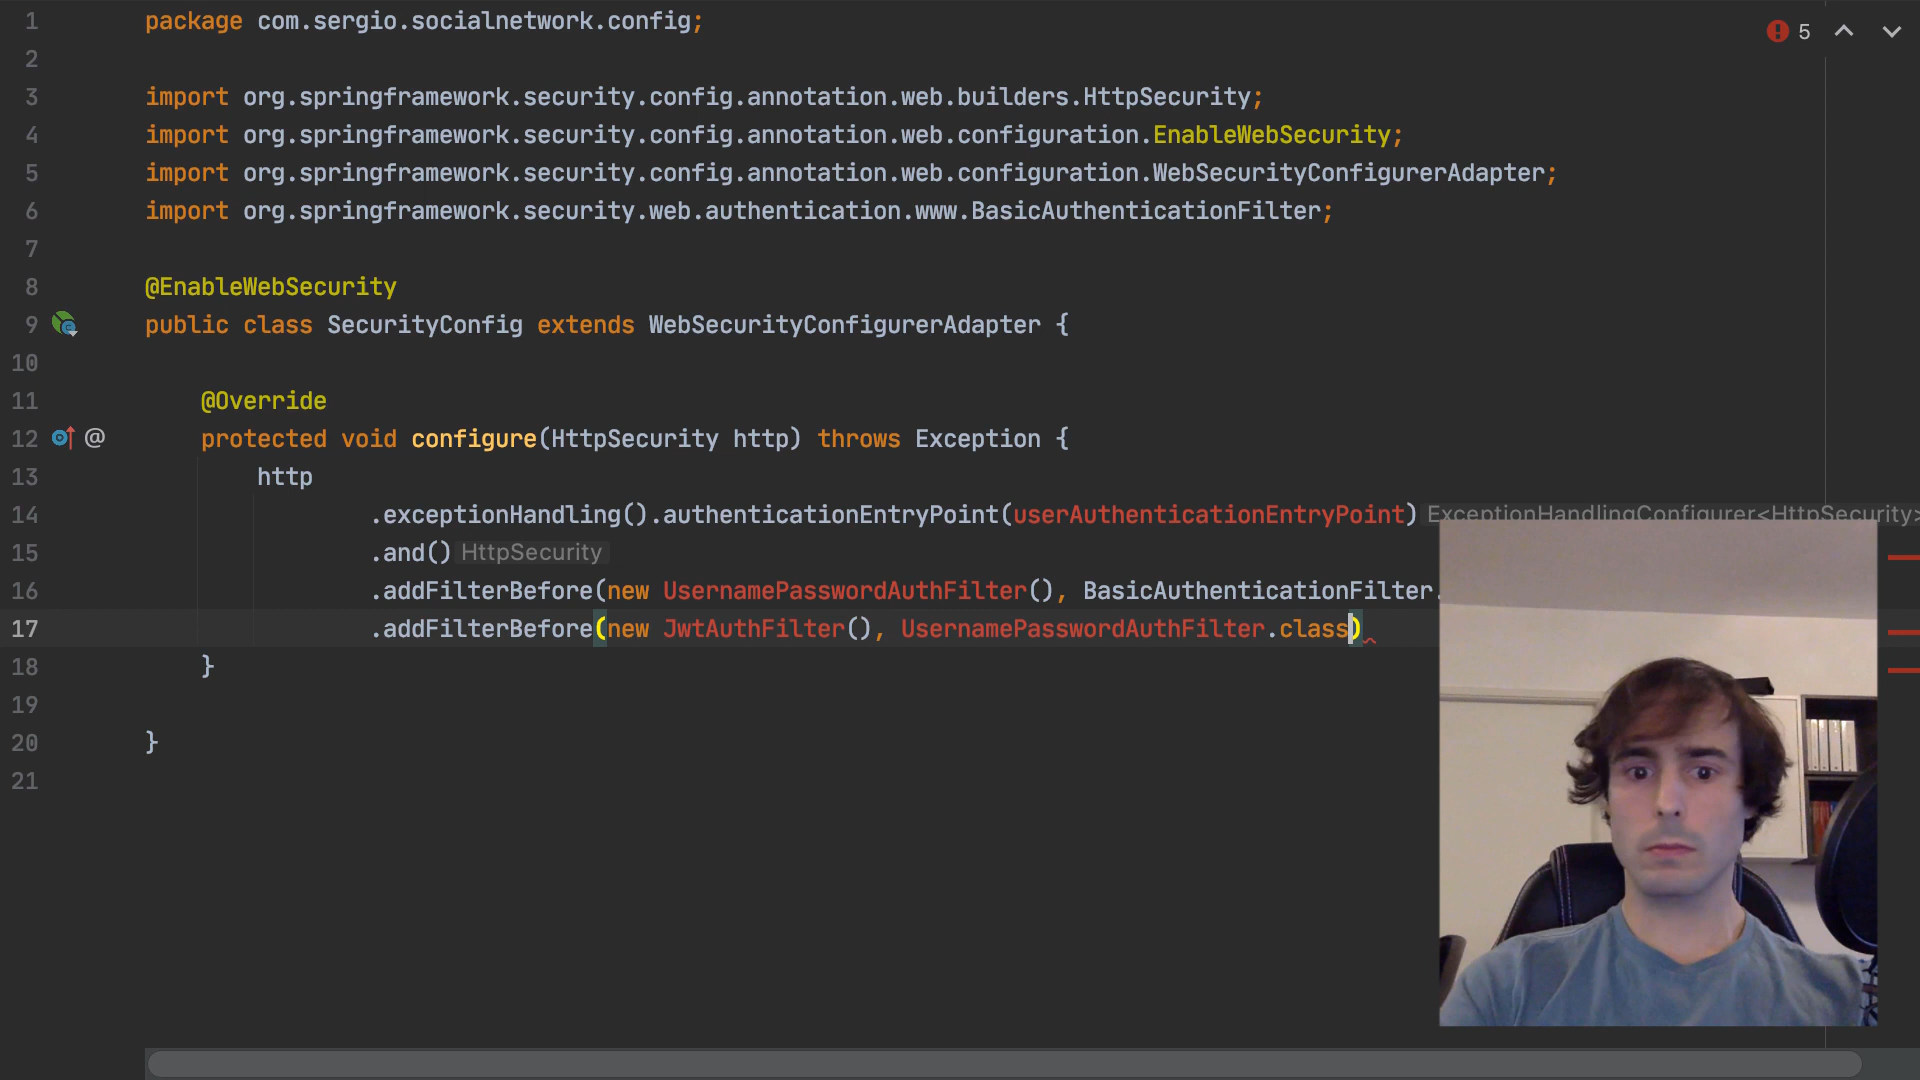 1 package com.sergio.socialnetwork.config;
5
2
3 import org.springframework.security.config.annotation.web.builders.HttpSecurity;
4 import org.springframework.security.config.annotation.web.configuration.EnableWebSecurity;
5 import org.springframework.security.config.annotation.web.configuration.WebSecurityConfigurerAdapter;
6 import org.springframework.security.web.authentication.www.BasicAuthenticationFilter;
7
8 @EnableWebSecurity
9 public class SecurityConfig extends WebSecurityConfigurerAdapter {
10
11 @Override
12 @ protected void configure(HttpSecurity http) throws Exception {
13 http
14 .exceptionHandling().authenticationEntryPoint(userAuthenticationEntryPoint) ExceptionHandlingConfigurer<HttpSecurity>
15 .and() HttpSecurity
16 .addFilterBefore(new UsernamePasswordAuthFilter(), BasicAuthenticationFilter.
17 .addFilterBefore(new JwtAuthFilter(), UsernamePasswordAuthFilter.class)
18 }
19
20 }
21